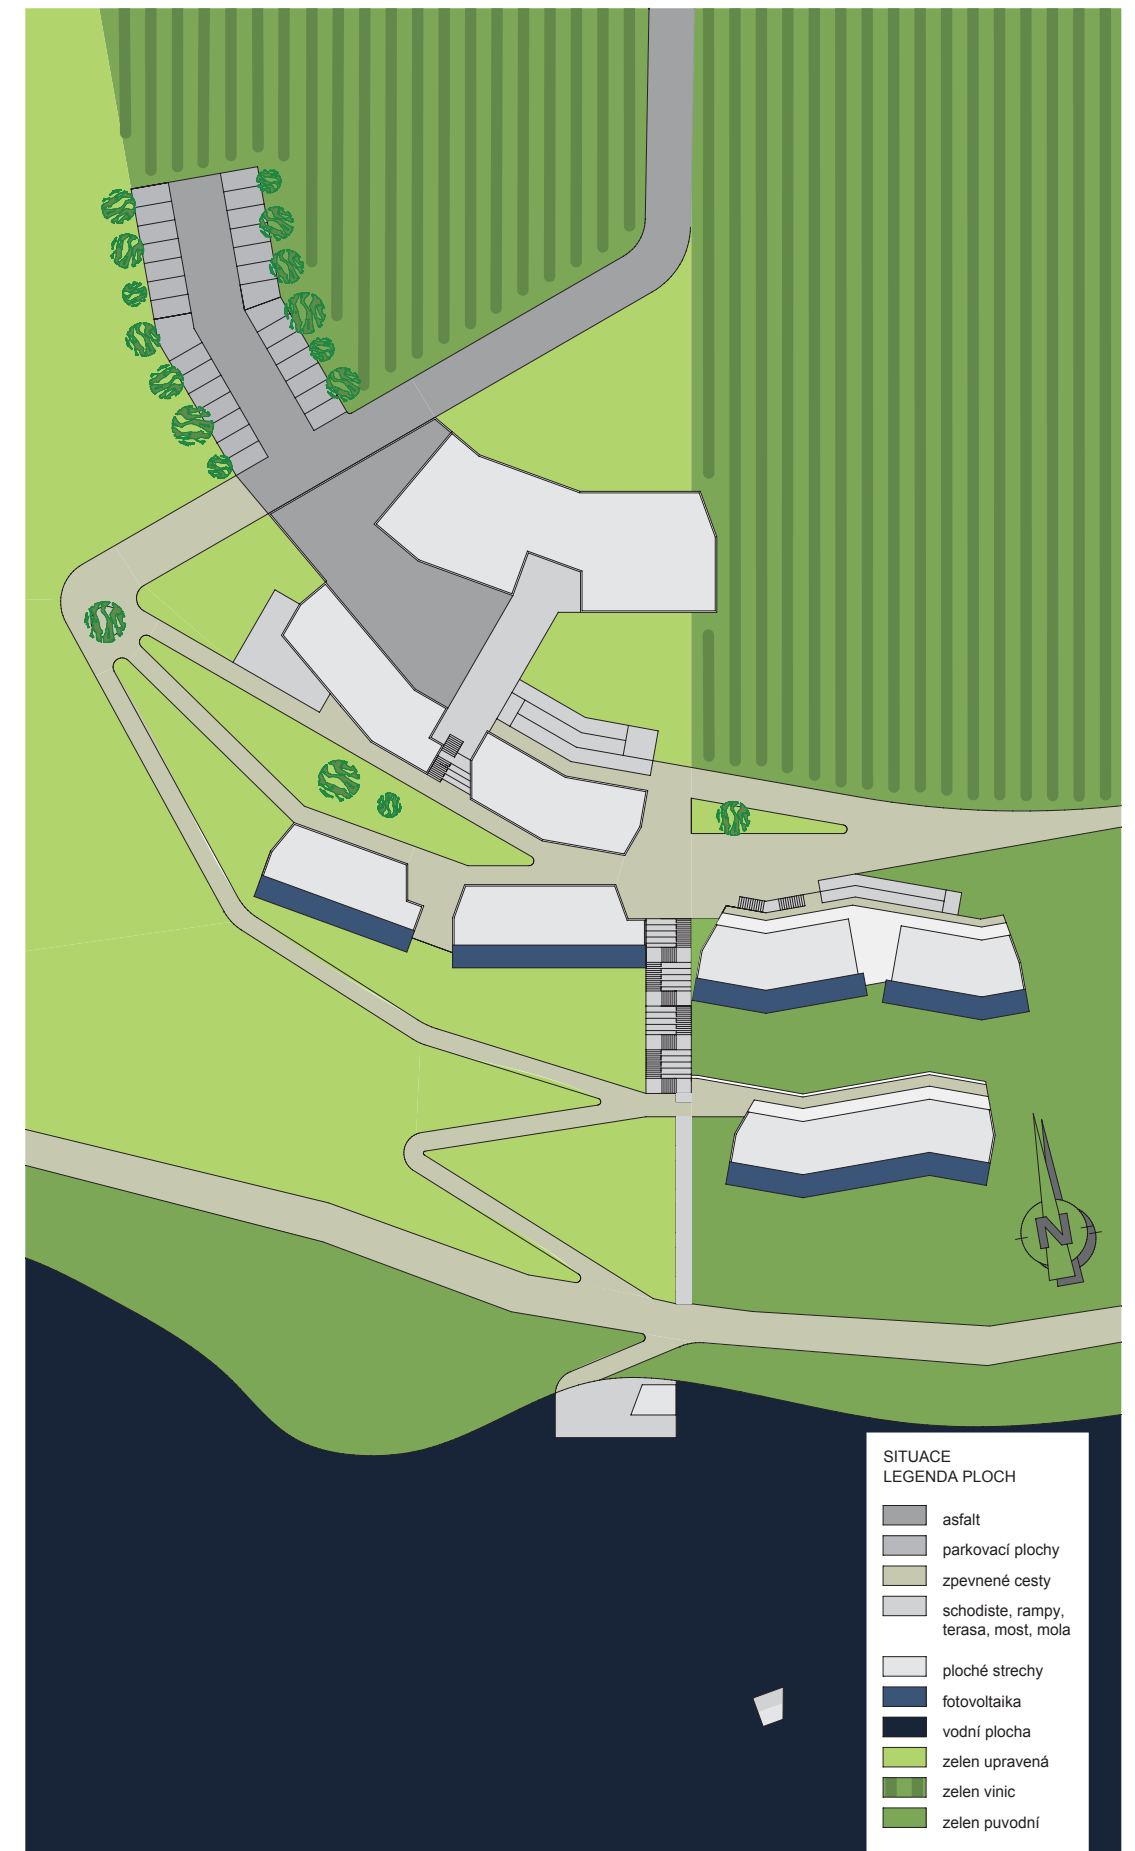 N
SITUACE
LEGENDA PLOCH
asfalt
parkovací plochy
zpevnené cesty
schodiste, rampy,
terasa, most, mola
ploché strechy
fotovoltaika
vodní plocha
zelen upravená
zelen vinic
zelen puvodní